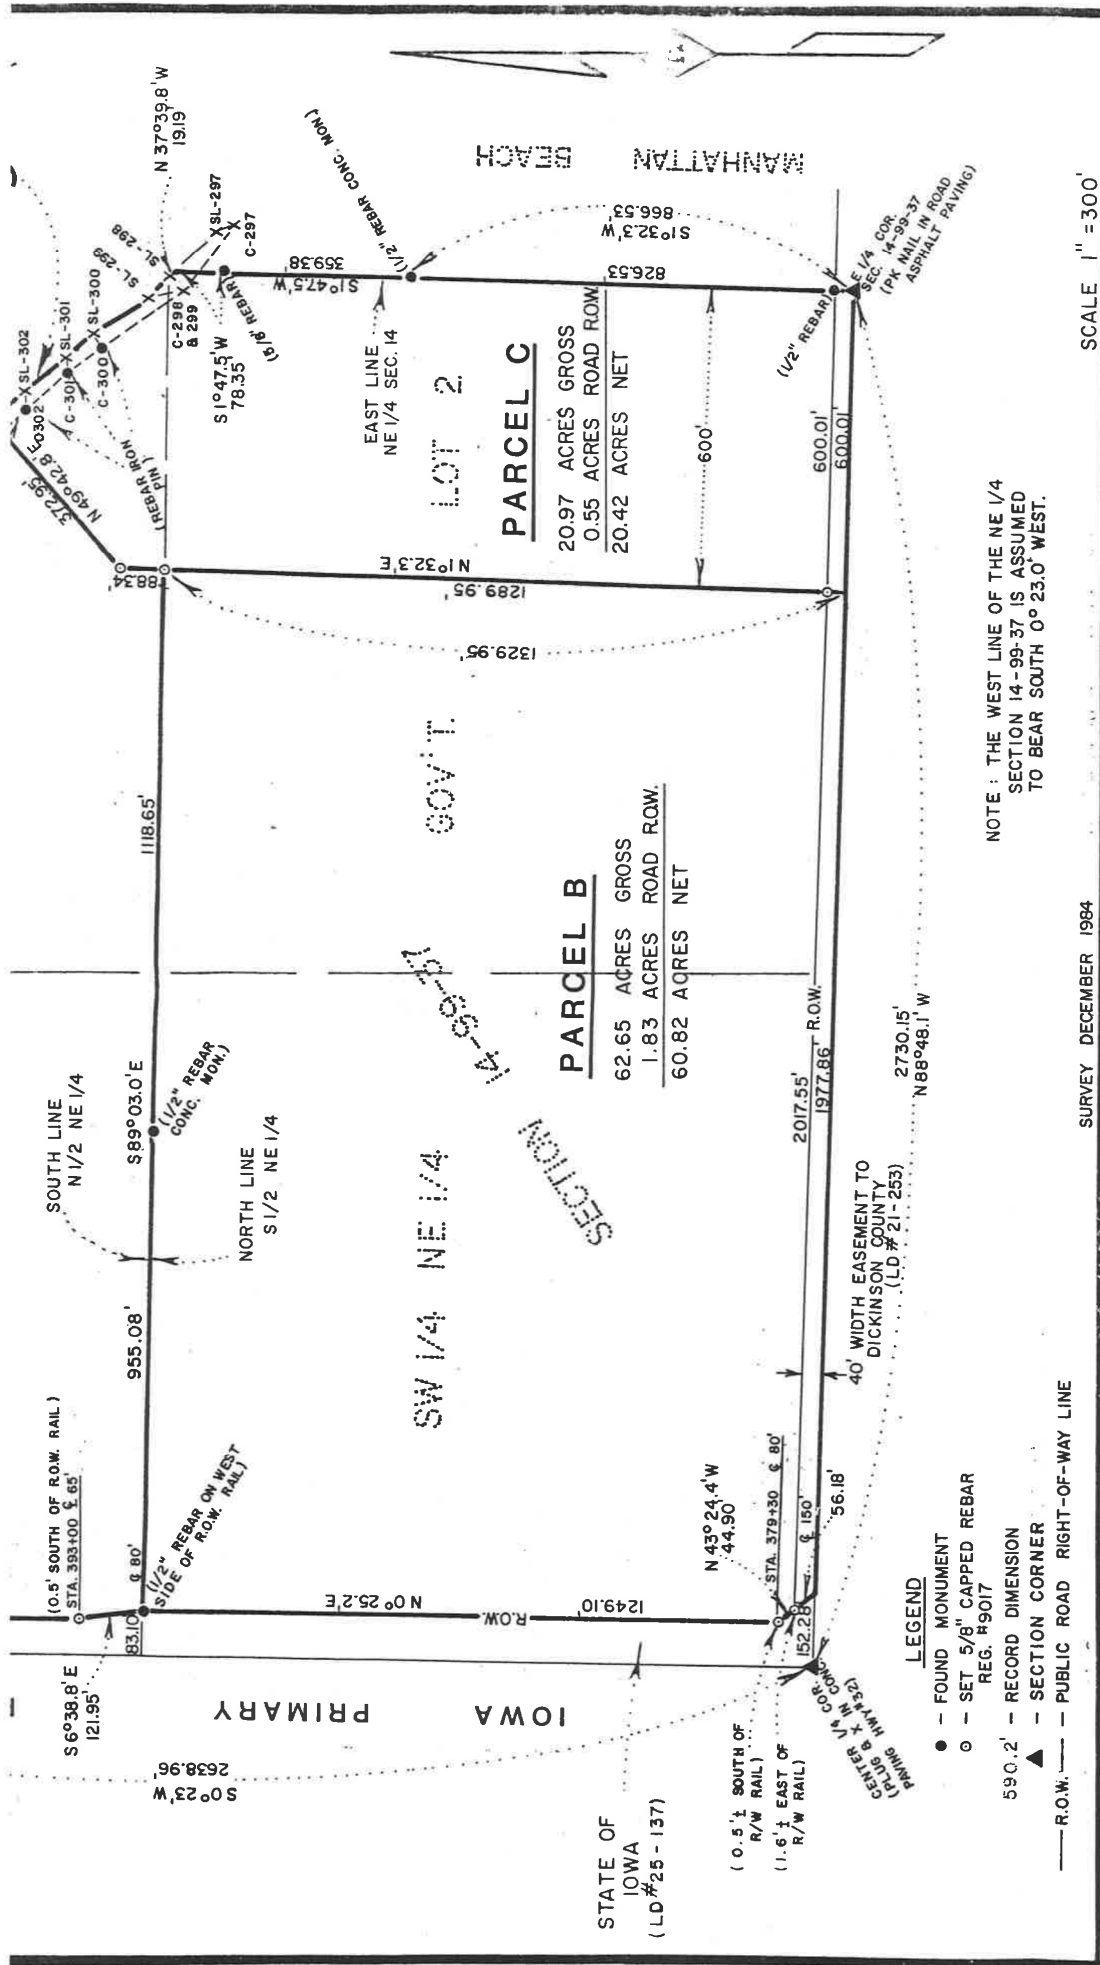 (0.5' SOUTH OF R.O.W. RAIL)
STA. 393+00 ℄ 65'
S 6°38.8' E
121.95'
83.10
℄ 80'
(1/2" REBAR ON WEST
SIDE OF R.O.W. RAIL)
955.08'
SOUTH LINE
N 1/2 NE 1/4
NORTH LINE
S 1/2 NE 1/4
S 89°03.0' E
(1/2" REBAR
CONC. MON.)
1118.65'
88.34'
372.95'
N 49°42.8' E
(REBAR IRON
PIN)
0302
X SL-302
C-301
X SL-301
C-300
X SL-300
SL-299
SL-298
C-298
& 299
N 37°39.8' W
19.19'
X SL-297
C-297
S 1°47.5' W
78.35
(5/8" REBAR)
359.38'
S 1°47.5' W
(1/2" REBAR CONC. MON.)
EAST LINE
NE 1/4 SEC. 14
MANHATTAN BEACH
866.53'
S 1°32.3' W
826.53'
LOT 2
PARCEL C
20.97 ACRES GROSS
0.55 ACRES ROAD R.O.W.
20.42 ACRES NET
600'
N 1°32.3' E
1289.95'
1329.95'
GOV'T.
PARCEL B
62.65 ACRES GROSS
1.83 ACRES ROAD R.O.W.
60.82 ACRES NET
SECTION 14-99-37
SW 1/4 NE 1/4
IOWA PRIMARY
S 0°23' W
2638.96'
N 0°25.2' E
R.O.W.
1249.10'
STATE OF
IOWA
(LD #25-137)
N 43°24.4' W
44.90'
STA. 379+30 ℄ 80'
℄ 150'
152.28'
56.18'
(0.5'± SOUTH OF
R/W RAIL)
(1.6'± EAST OF
R/W RAIL)
CENTER 1/4 COR.
(PLUG & X IN CONC.
PAVING HWY #32)
40' WIDTH EASEMENT TO
DICKINSON COUNTY
(LD # 21-253)
2017.55'
R.O.W.
1977.86'
2730.15'
N 88°48.1' W
600.01'
600.01'
(1/2" REBAR)
E 1/4 COR.
SEC. 14-99-37
(PK NAIL IN ROAD
ASPHALT PAVING)
LEGEND
● - FOUND MONUMENT
⊙ - SET 5/8" CAPPED REBAR
REG. #9017
590.2' - RECORD DIMENSION
▲ - SECTION CORNER
— R.O.W. — - PUBLIC ROAD RIGHT-OF-WAY LINE
NOTE: THE WEST LINE OF THE NE 1/4
SECTION 14-99-37 IS ASSUMED
TO BEAR SOUTH 0° 23.0' WEST.
SURVEY DECEMBER 1984
SCALE 1" = 300'